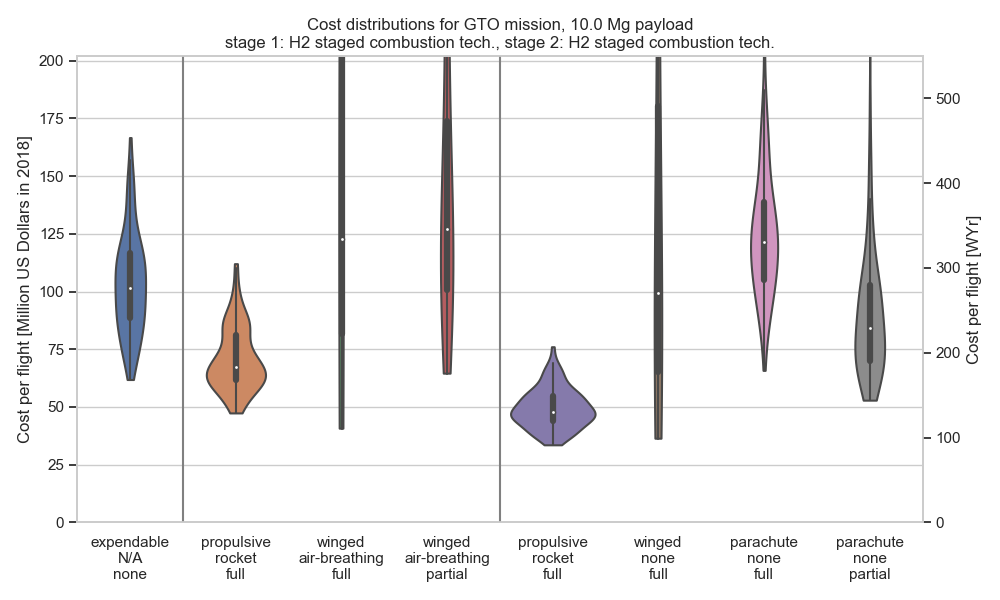 Cost distributions for GTO mission, 10.0 Mg payload
stage 1: H2 staged combustion tech., stage 2: H2 staged combustion tech.
Cost per flight [Million US Dollars in 2018]
200
175
150
125
100
75
50
25
0
500
400
300
200
100
0
Cost per flight [WYr]
expendable
N/A
none
propulsive
rocket
full
winged
air-breathing
full
winged
air-breathing
partial
propulsive
rocket
full
winged
none
full
parachute
none
full
parachute
none
partial